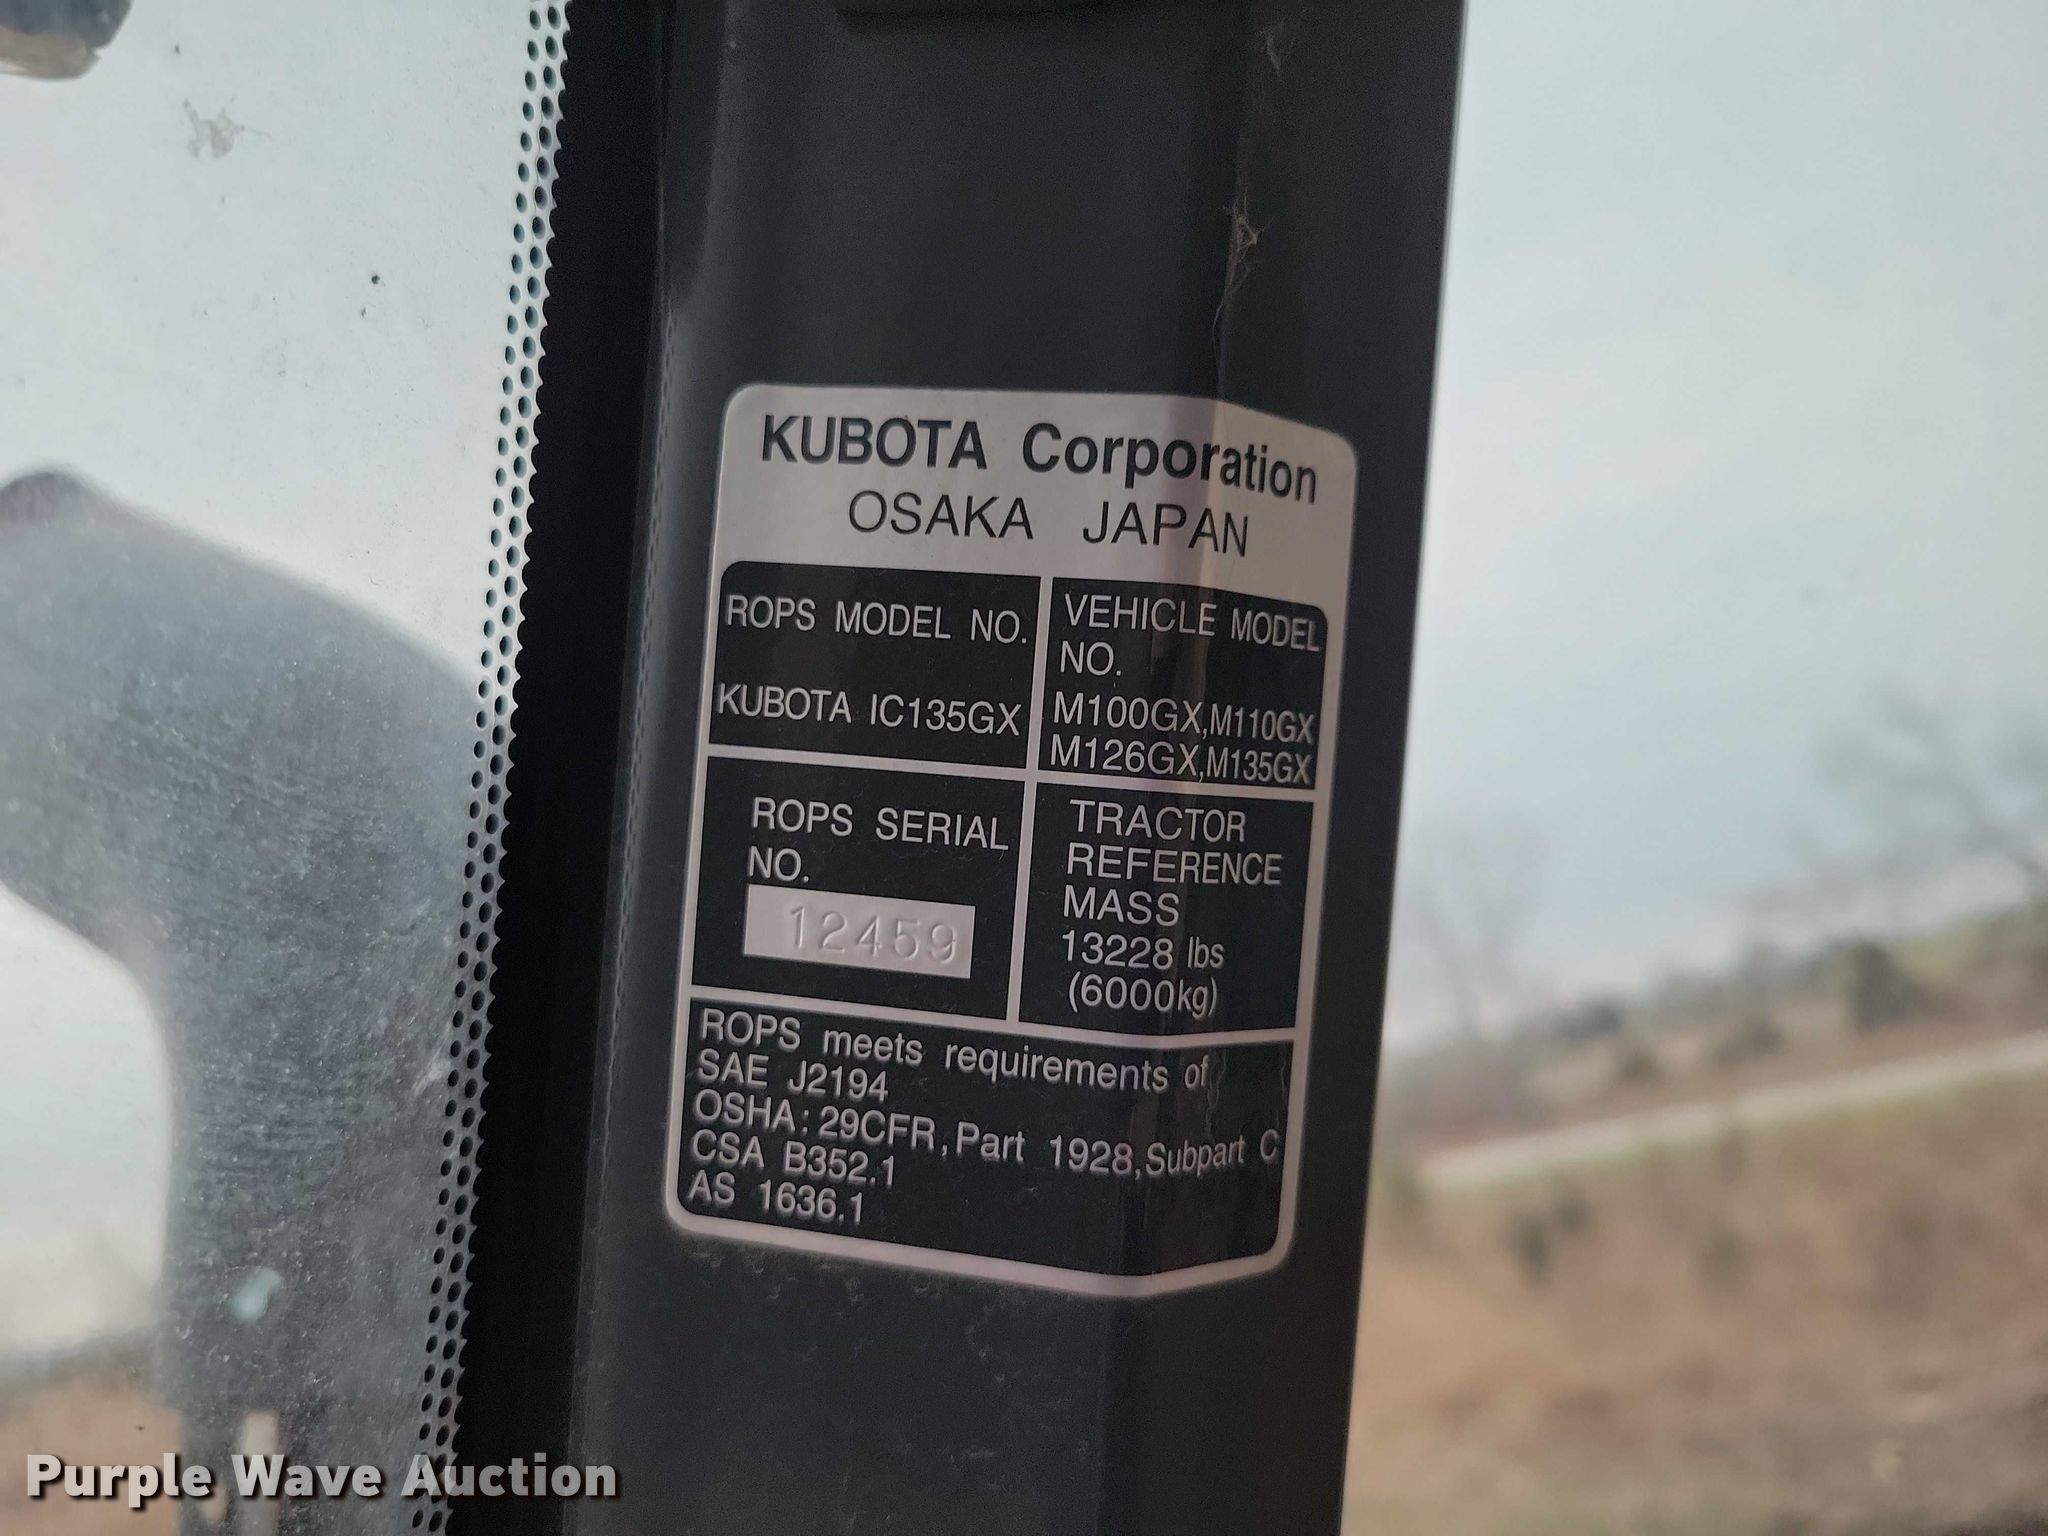 KUBOTA Corporation
OSAKA JAPAN
ROPS MODEL NO.
KUBOTA IC135GX
VEHICLE MODEL
NO.
M100GX,M110GX
M126GX,M135GX
ROPS SERIAL
NO.
12459
TRACTOR
REFERENCE
MASS
13228 lbs
(6000kg)
ROPS meets requirements of
SAE J2194
OSHA: 29CFR, Part 1928, Subpart C
CSA B352.1
AS 1636.1
Purple Wave Auction